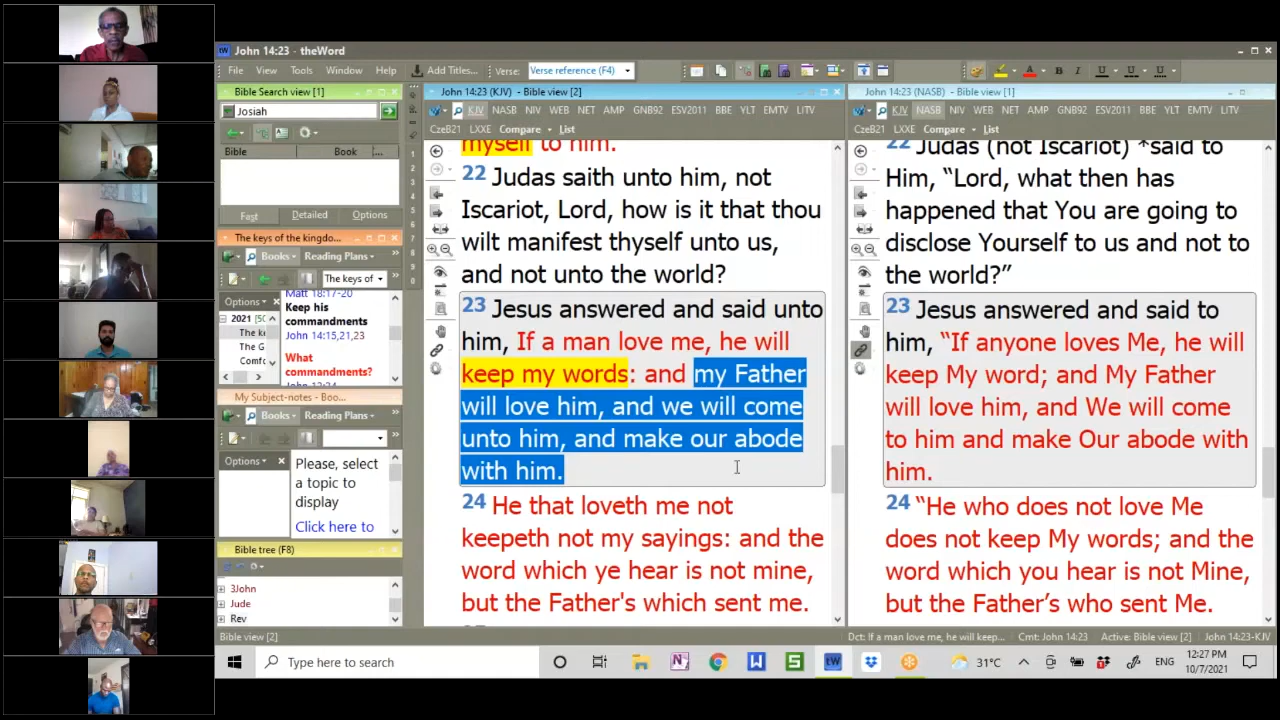 John 14:23 - theWord
File View Tools Window Help Add Titles... Verse: Verse reference (F4)
Bible Search view [1]
Josiah
Bible Book ...
Fast Detailed Options
The keys of the kingdo...
Books Reading Plans
The keys of
Options
2021 [5
The ke
The G
Comfo
Matt 18:17-20
Keep his
commandments
John 14:15,21,23
What
commandments?
My Subject-notes - Boo...
Books Reading Plans
Options
Please, select
a topic to
display
Click here to
Bible tree (F8)
3John
Jude
Rev
Bible view [2]
John 14:23 (KJV) - Bible view [2]
KJV NASB NIV WEB NET AMP GNB92 ESV2011 BBE YLT EMTV LITV
CzeB21 LXXE Compare List
myself to him.
22 Judas saith unto him, not
Iscariot, Lord, how is it that thou
wilt manifest thyself unto us,
and not unto the world?
23 Jesus answered and said unto
him, If a man love me, he will
keep my words: and my Father
will love him, and we will come
unto him, and make our abode
with him.
24 He that loveth me not
keepeth not my sayings: and the
word which ye hear is not mine,
but the Father's which sent me.
John 14:23 (NASB) - Bible view [1]
KJV NASB NIV WEB NET AMP GNB92 ESV2011 BBE YLT EMTV LITV
CzeB21 LXXE Compare List
22 Judas (not Iscariot) *said to
Him, “Lord, what then has
happened that You are going to
disclose Yourself to us and not to
the world?”
23 Jesus answered and said to
him, “If anyone loves Me, he will
keep My word; and My Father
will love him, and We will come
to him and make Our abode with
him.
24 “He who does not love Me
does not keep My words; and the
word which you hear is not Mine,
but the Father’s who sent Me.
Dct: If a man love me, he will keep... Cmt: John 14:23 Active: Bible view [2] John 14:23-KJV
Type here to search
31°C ENG 12:27 PM
10/7/2021